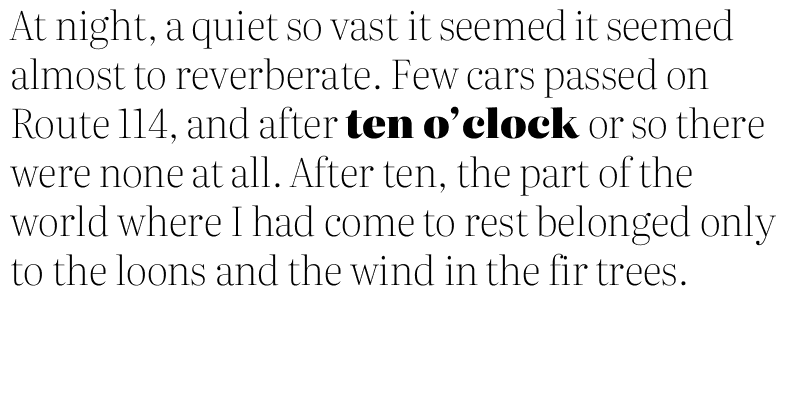 At night, a quiet so vast it seemed it seemed
almost to reverberate. Few cars passed on
Route 114, and after ten o’clock or so there
were none at all. After ten, the part of the
world where I had come to rest belonged only
to the loons and the wind in the fir trees.